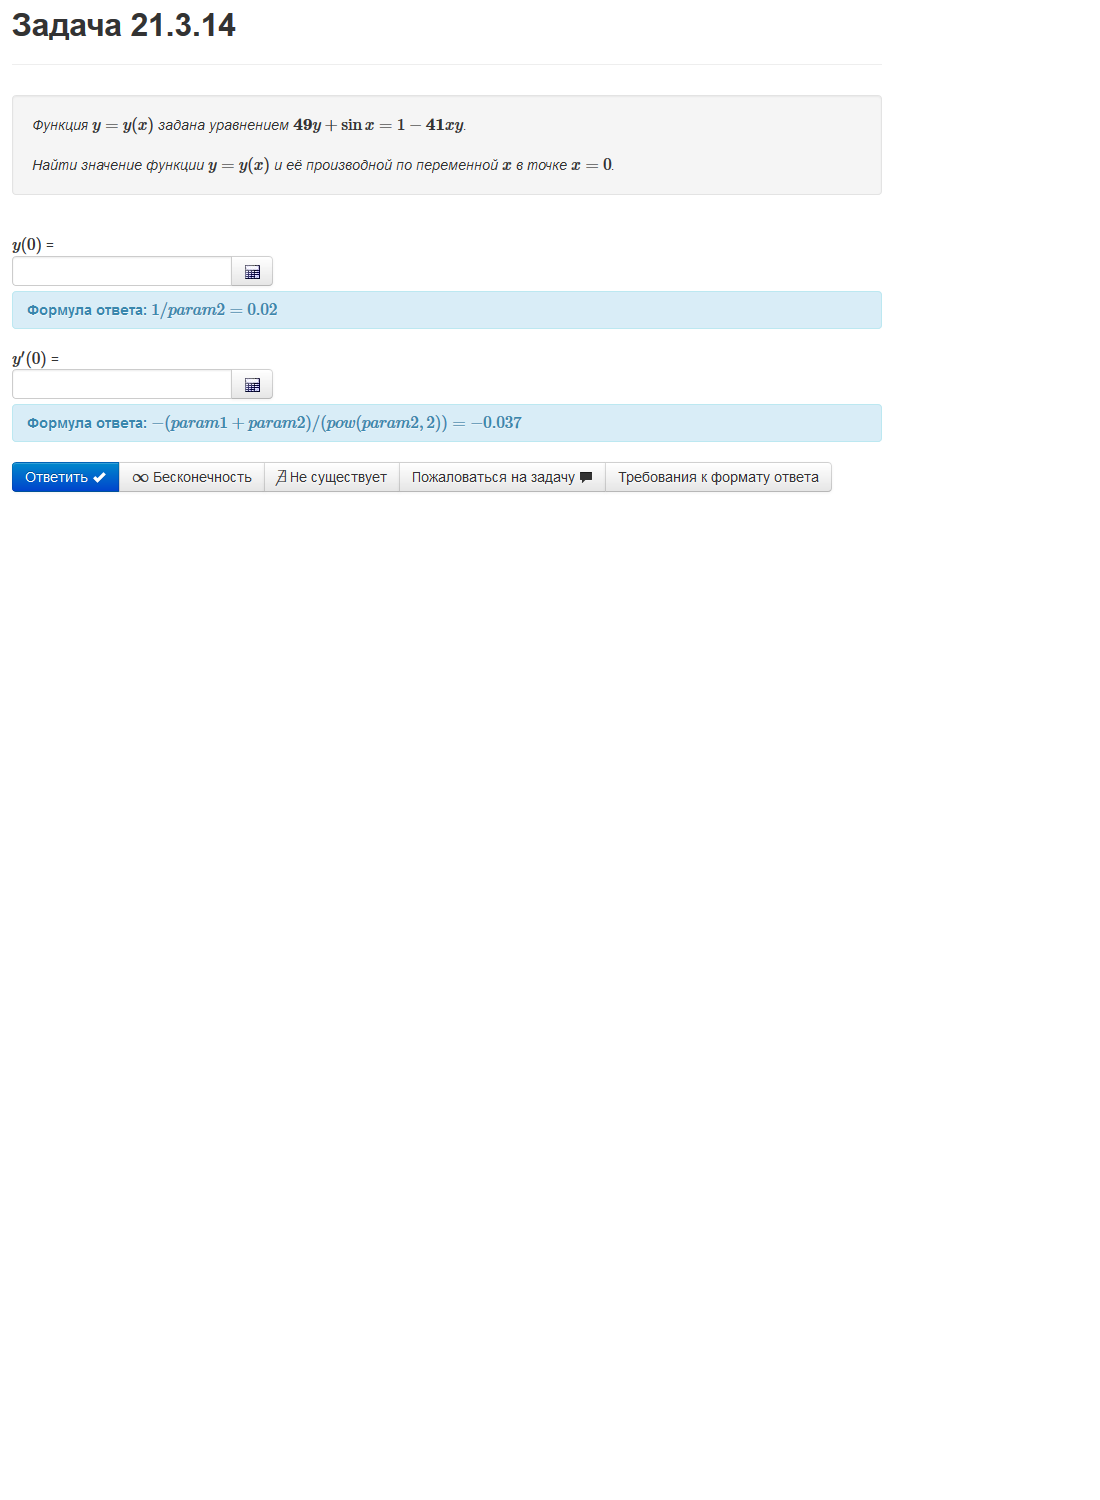 Задача 21.3.14
Функция y = y(x) задана уравнением 49y + sin x = 1 − 41xy.
Найти значение функции y = y(x) и её производной по переменной x в точке x = 0.
y(0) =
Формула ответа: 1/param2 = 0.02
y′(0) =
Формула ответа: −(param1 + param2)/(pow(param2, 2)) = −0.037
Ответить ∞ Бесконечность ∄ Не существует Пожаловаться на задачу Требования к формату ответа